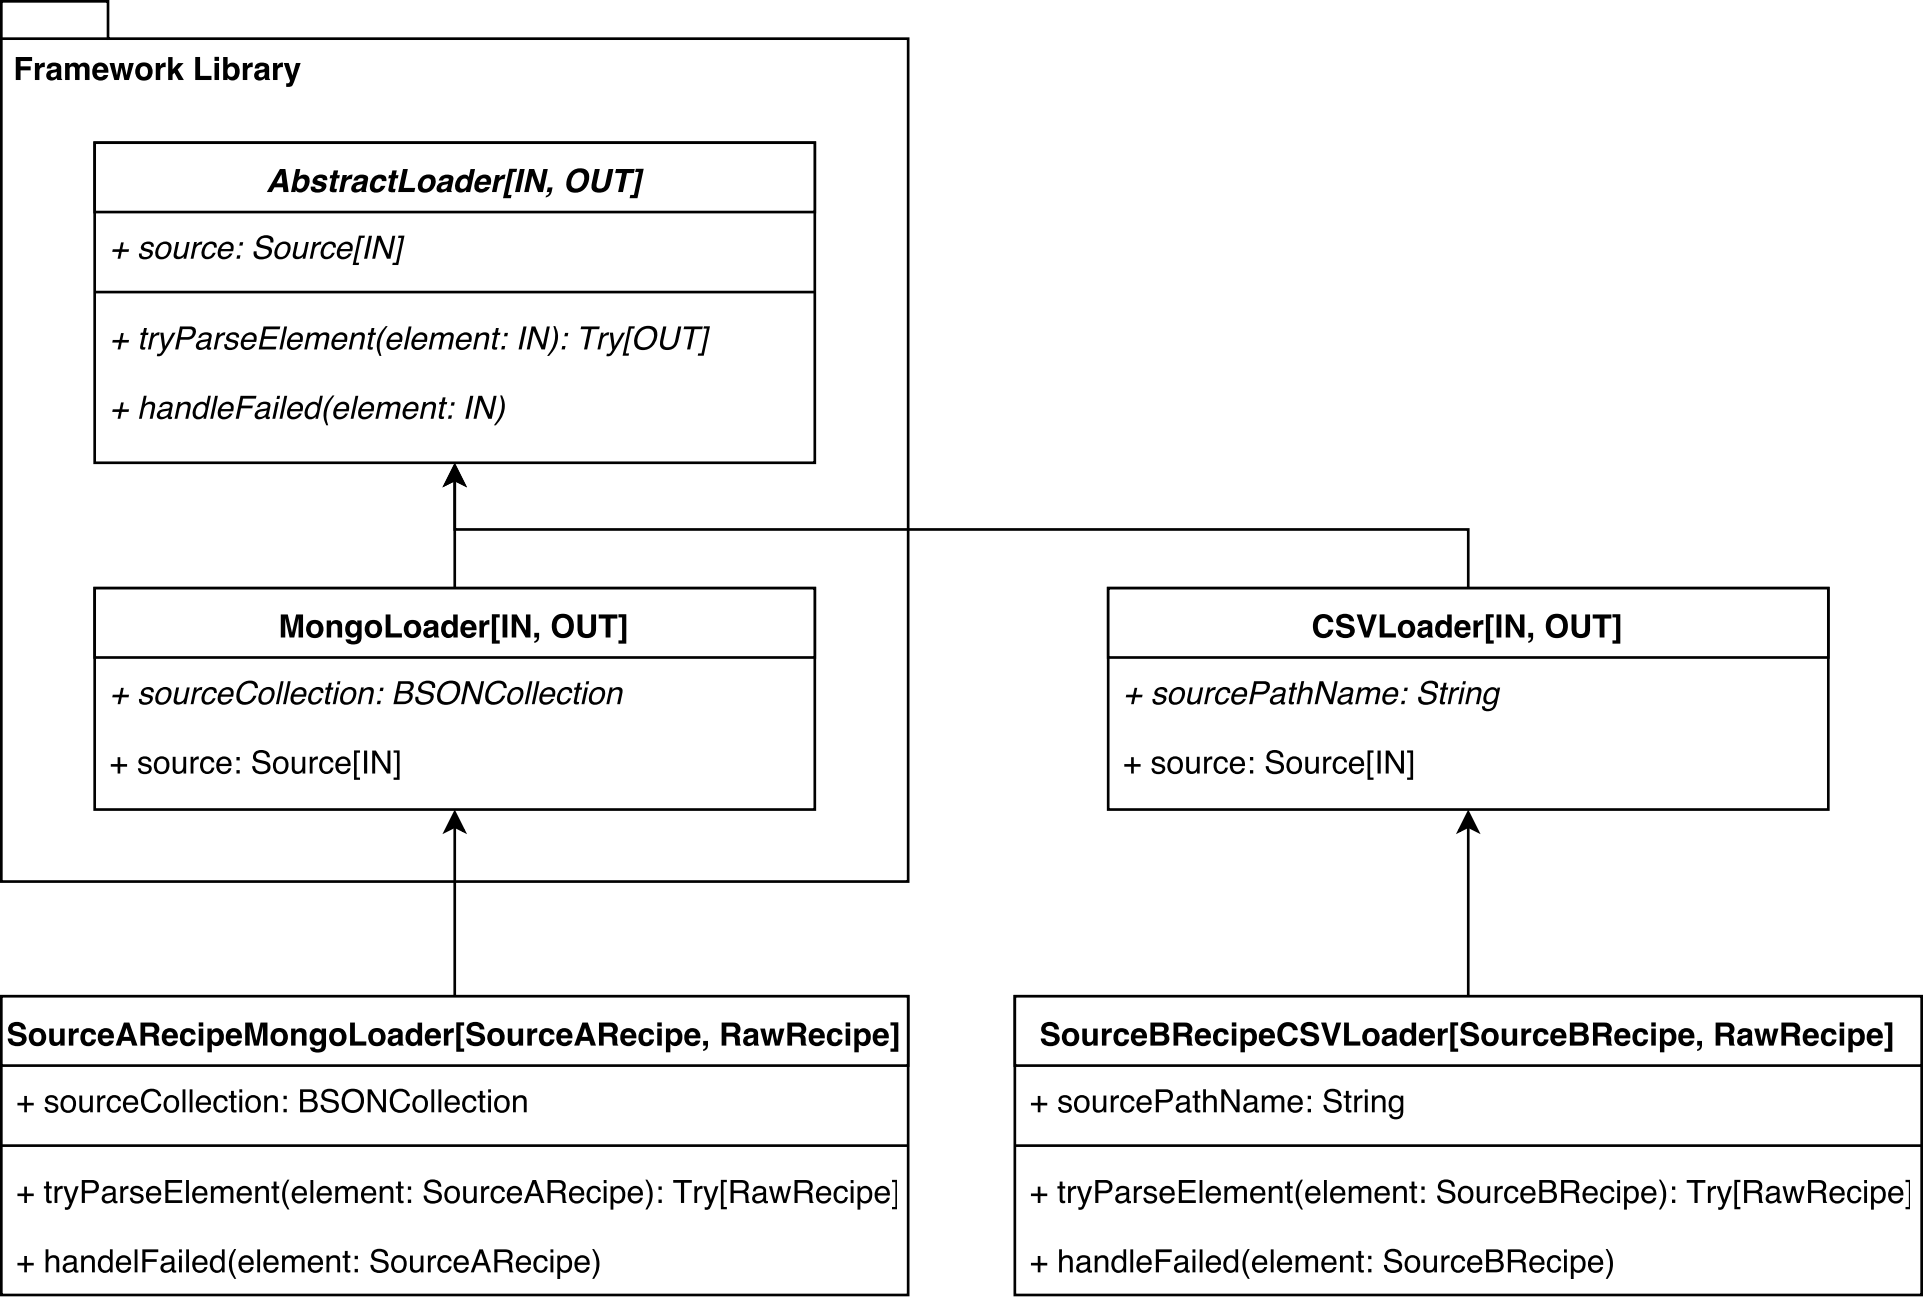 Framework Library
AbstractLoader[IN, OUT]
+ source: Source[IN]
+ tryParseElement(element: IN): Try[OUT]
+ handleFailed(element: IN)
MongoLoader[IN, OUT]
+ sourceCollection: BSONCollection
+ source: Source[IN]
CSVLoader[IN, OUT]
+ sourcePathName: String
+ source: Source[IN]
SourceARecipeMongoLoader[SourceARecipe, RawRecipe]
+ sourceCollection: BSONCollection
+ tryParseElement(element: SourceARecipe): Try[RawRecipe]
+ handelFailed(element: SourceARecipe)
SourceBRecipeCSVLoader[SourceBRecipe, RawRecipe]
+ sourcePathName: String
+ tryParseElement(element: SourceBRecipe): Try[RawRecipe]
+ handleFailed(element: SourceBRecipe)